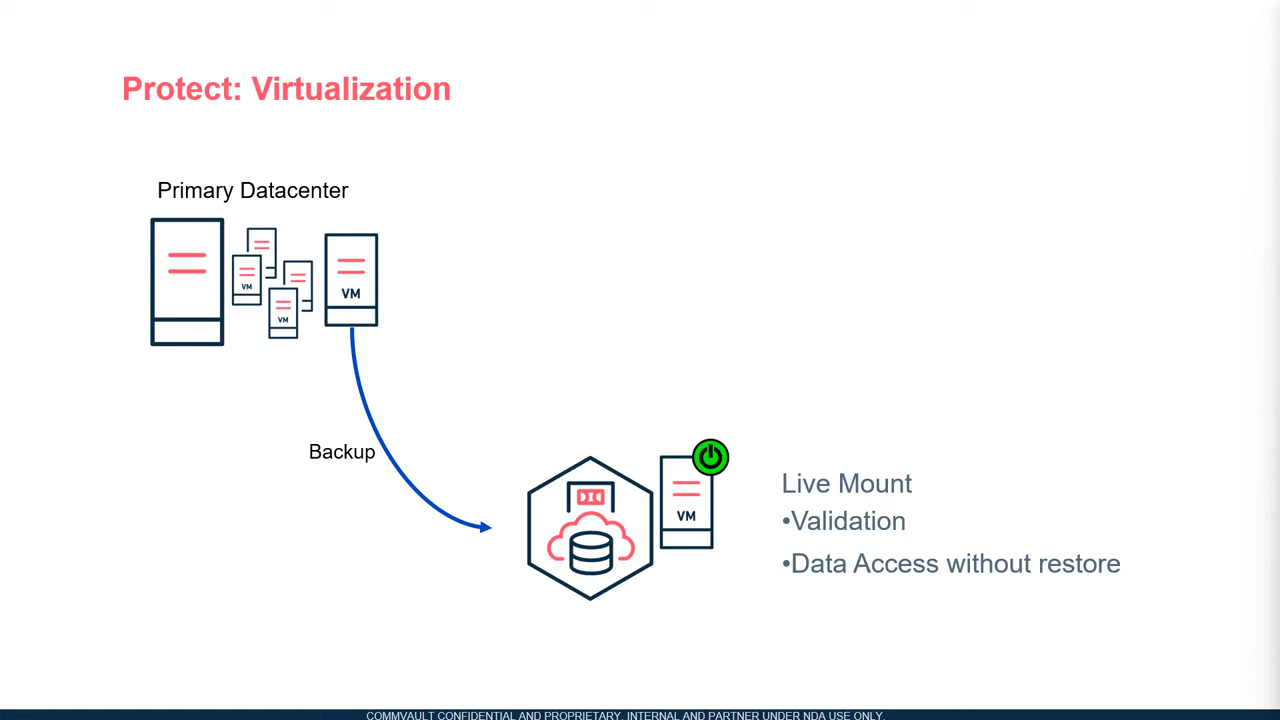 Protect: Virtualization
Primary Datacenter
VM
VM
VM
Backup
VM
Live Mount
•Validation
•Data Access without restore
COMMVAULT CONFIDENTIAL AND PROPRIETARY. INTERNAL AND PARTNER UNDER NDA USE ONLY.